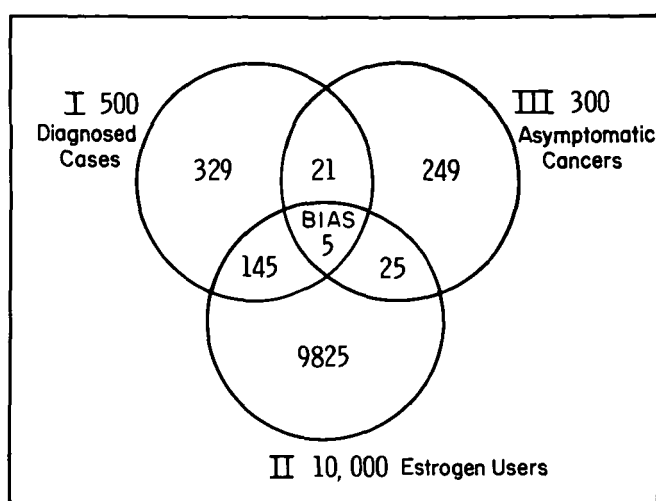 I 500
Diagnosed
Cases
III 300
Asymptomatic
Cancers
329
21
249
BIAS
5
145
25
9825
II 10,000 Estrogen Users